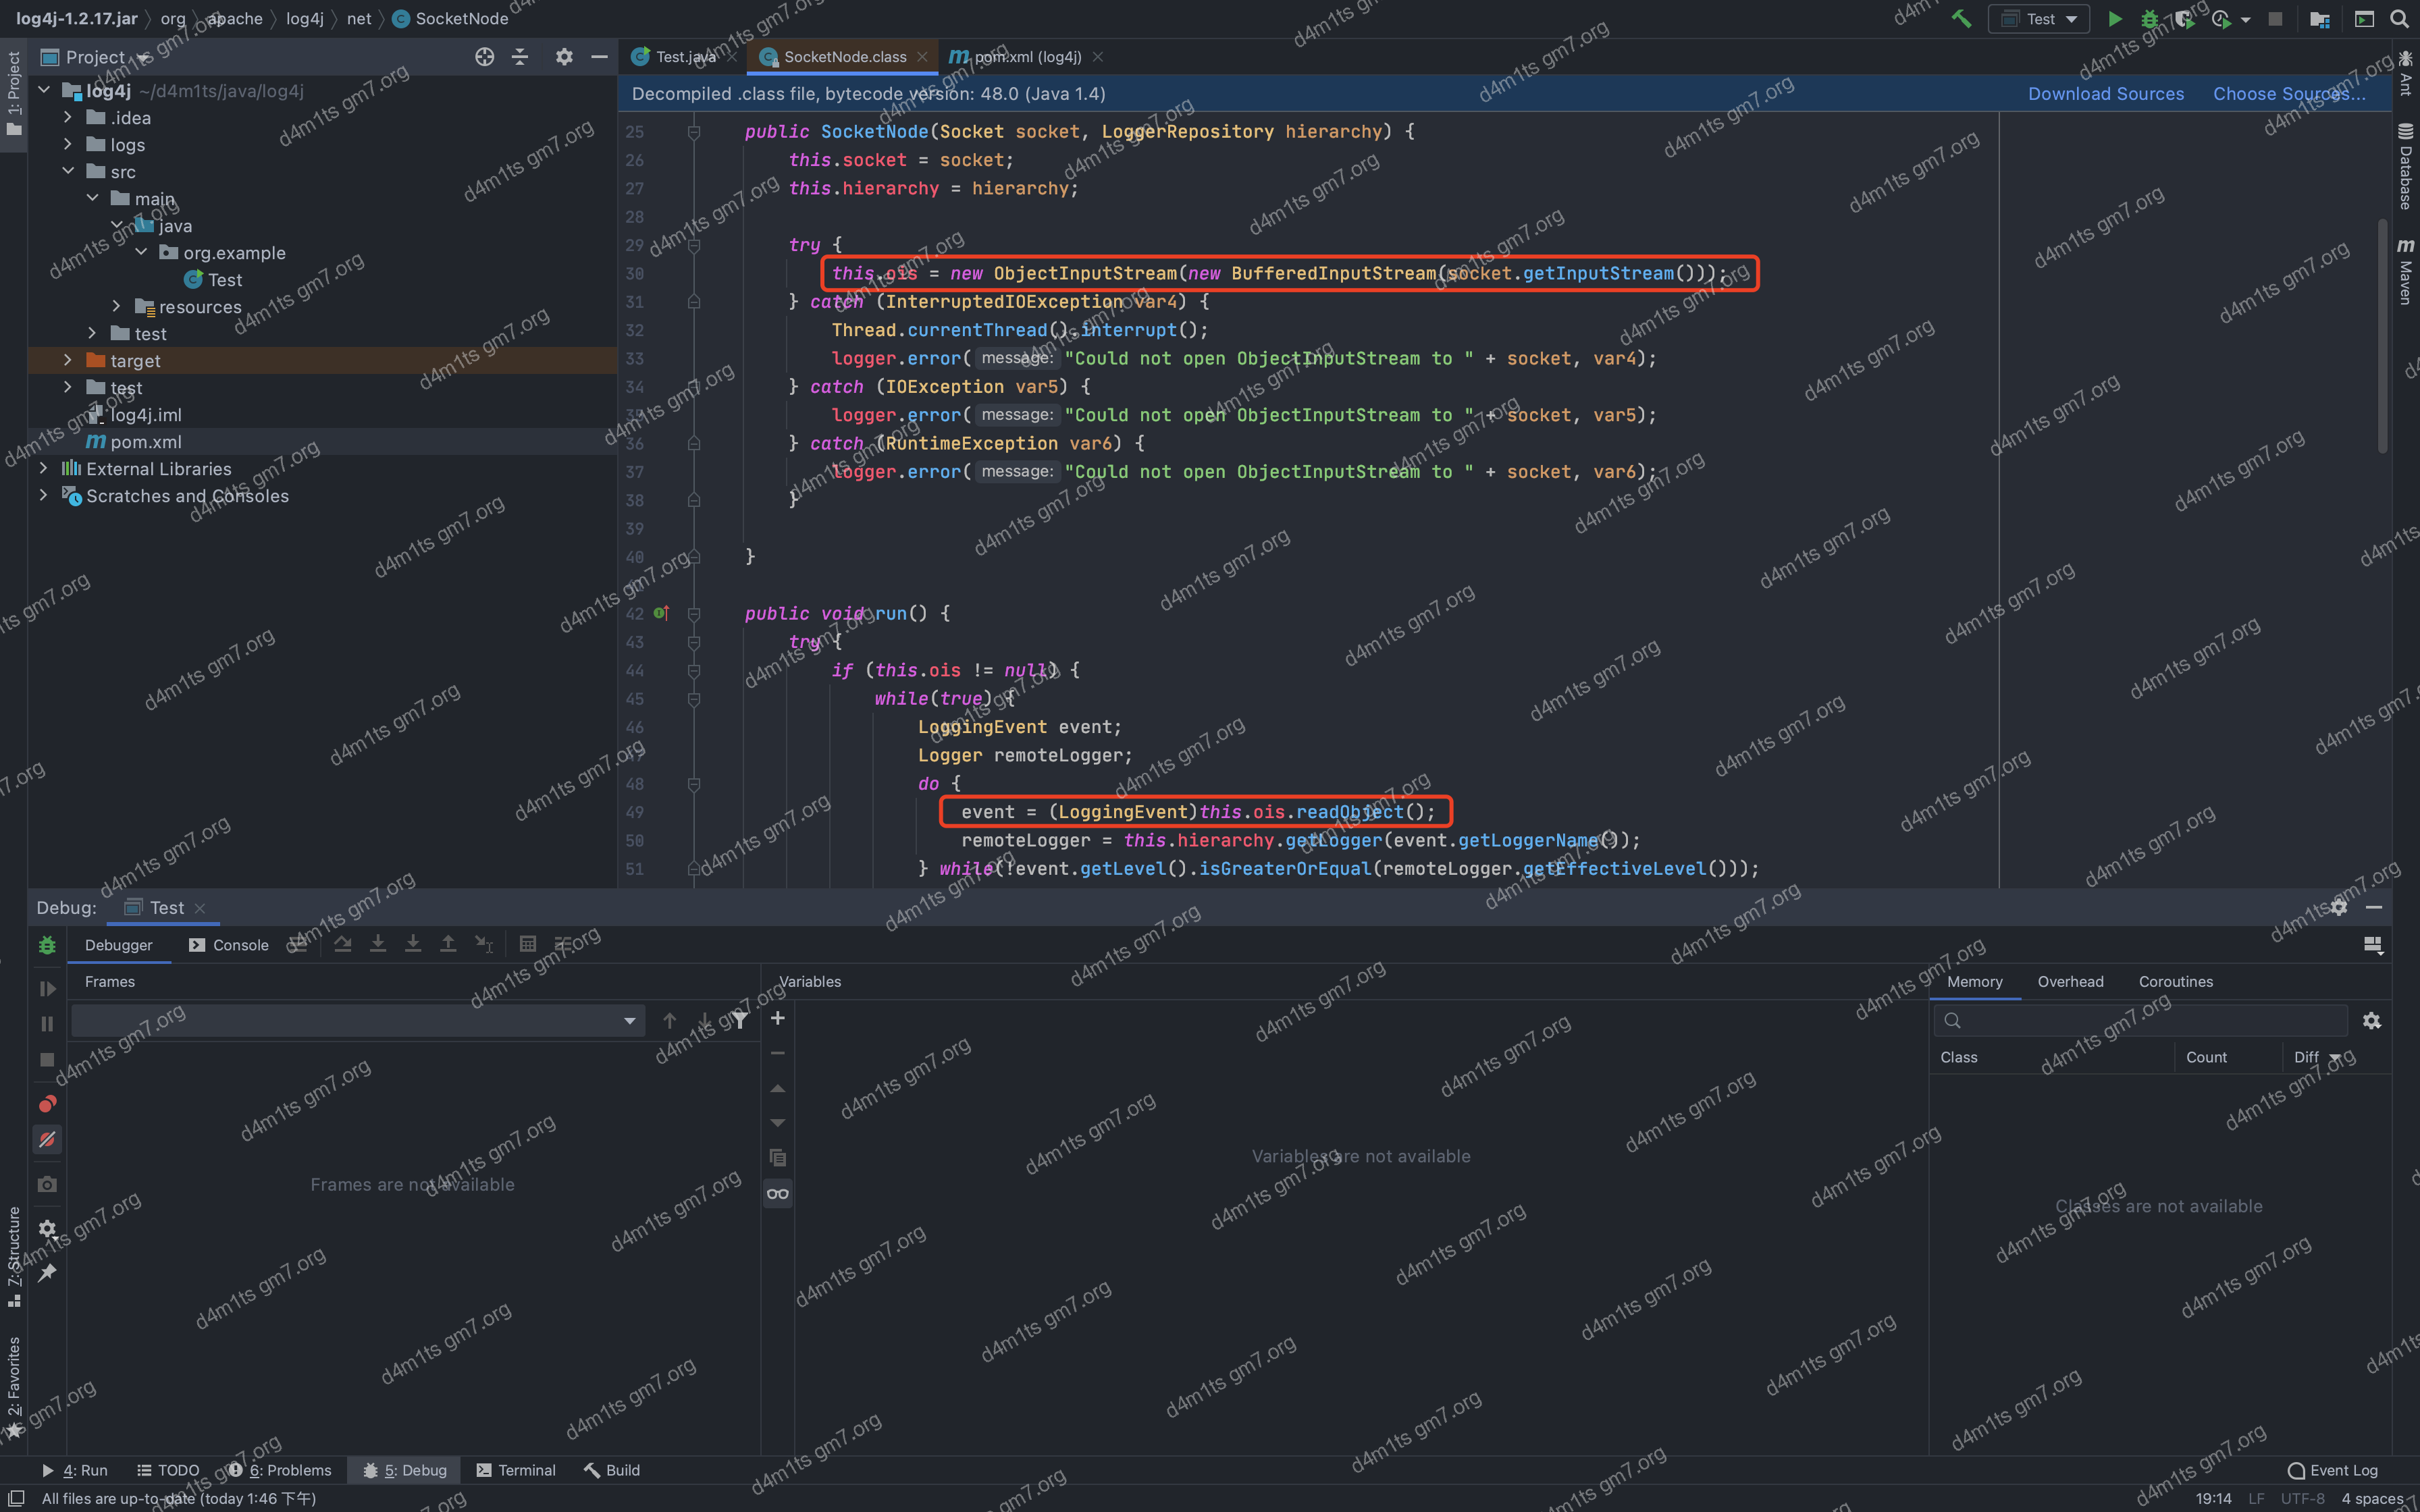 log4j-1.2.17.jar 〉 org 〉 apache 〉 log4j 〉 net 〉 SocketNode
Test
Project
Test.java
SocketNode.class
pom.xml (log4j)
Decompiled .class file, bytecode version: 48.0 (Java 1.4)
Download Sources
Choose Sources...
1: Project
log4j ~/d4m1ts/java/log4j
.idea
logs
src
main
java
org.example
Test
resources
test
target
test
log4j.iml
pom.xml
External Libraries
Scratches and Consoles
25 public SocketNode(Socket socket, LoggerRepository hierarchy) {
26 this.socket = socket;
27 this.hierarchy = hierarchy;
28
29 try {
30 this.ois = new ObjectInputStream(new BufferedInputStream(socket.getInputStream()));
31 } catch (InterruptedIOException var4) {
32 Thread.currentThread().interrupt();
33 logger.error( message: "Could not open ObjectInputStream to " + socket, var4);
34 } catch (IOException var5) {
35 logger.error( message: "Could not open ObjectInputStream to " + socket, var5);
36 } catch (RuntimeException var6) {
37 logger.error( message: "Could not open ObjectInputStream to " + socket, var6);
38 }
39
40 }
41
42 public void run() {
43 try {
44 if (this.ois != null) {
45 while(true) {
46 LoggingEvent event;
47 Logger remoteLogger;
48 do {
49 event = (LoggingEvent)this.ois.readObject();
50 remoteLogger = this.hierarchy.getLogger(event.getLoggerName());
51 } while(!event.getLevel().isGreaterOrEqual(remoteLogger.getEffectiveLevel()));
Ant
Database
Maven
Debug: Test
Debugger
Console
Frames
Variables
Memory
Overhead
Coroutines
Class
Count
Diff
Frames are not available
Variables are not available
Classes are not available
7: Structure
2: Favorites
4: Run
TODO
6: Problems
5: Debug
Terminal
Build
Event Log
All files are up-to-date (today 1:46 下午)
19:14
LF
UTF-8
4 spaces
d4m1ts gm7.org